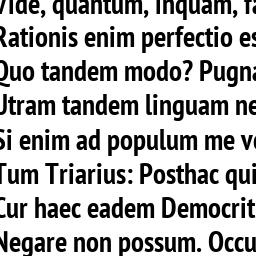 Vide, quantum, inquam, fa
Rationis enim perfectio es
Quo tandem modo? Pugna
Utram tandem linguam ne
Si enim ad populum me vo
Tum Triarius: Posthac qui
Cur haec eadem Democrit
Negare non possum. Occu